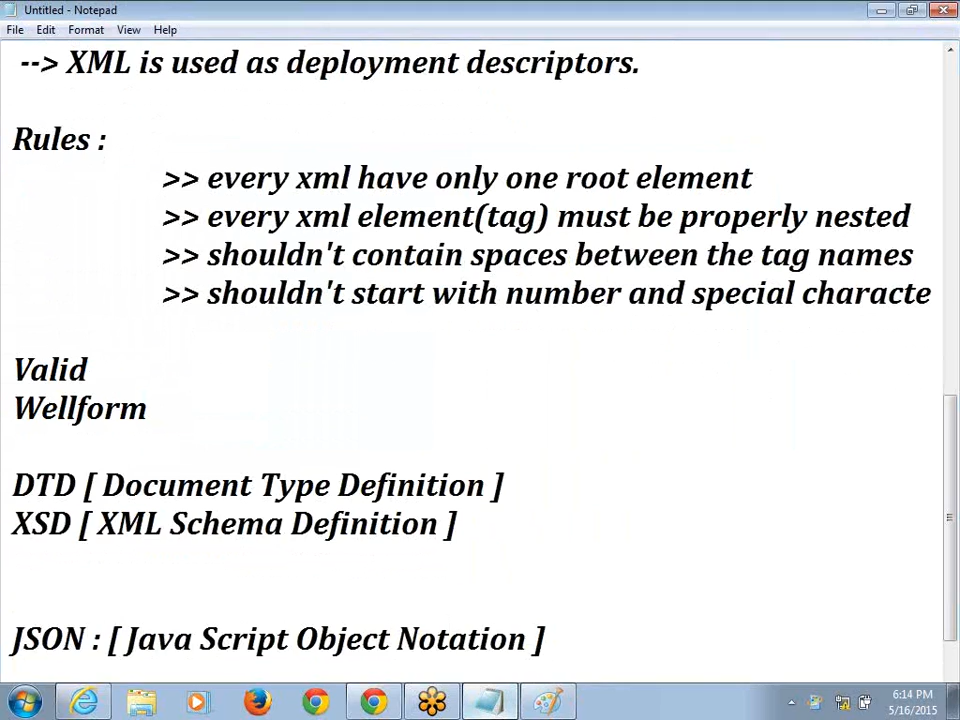 Untitled - Notepad
File Edit Format View Help
--> XML is used as deployment descriptors.
Rules :
>> every xml have only one root element
>> every xml element(tag) must be properly nested
>> shouldn't contain spaces between the tag names
>> shouldn't start with number and special characte
Valid
Wellform
DTD [ Document Type Definition ]
XSD [ XML Schema Definition ]
JSON : [ Java Script Object Notation ]
6:14 PM
5/16/2015